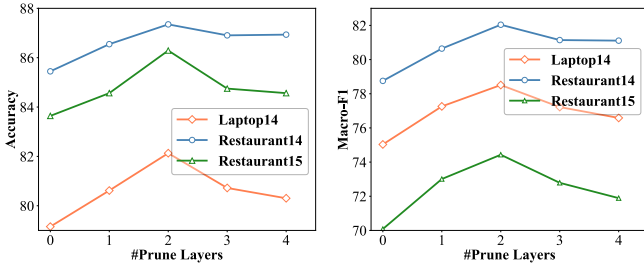 88
86
84
82
80
Accuracy
Laptop14
Restaurant14
Restaurant15
0 1 2 3 4
#Prune Layers
82
80
78
76
74
72
70
Macro-F1
Laptop14
Restaurant14
Restaurant15
0 1 2 3 4
#Prune Layers